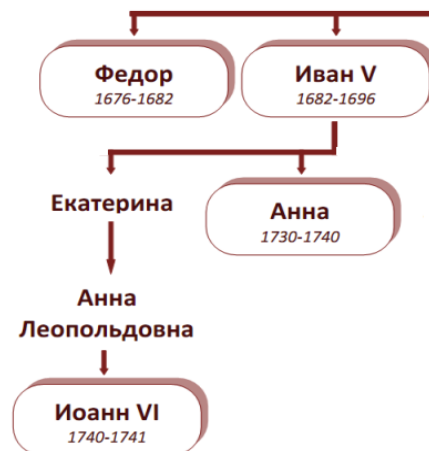 Федор
1676-1682
Иван V
1682-1696
Екатерина
Анна
1730-1740
Анна
Леопольдовна
Иоанн VI
1740-1741